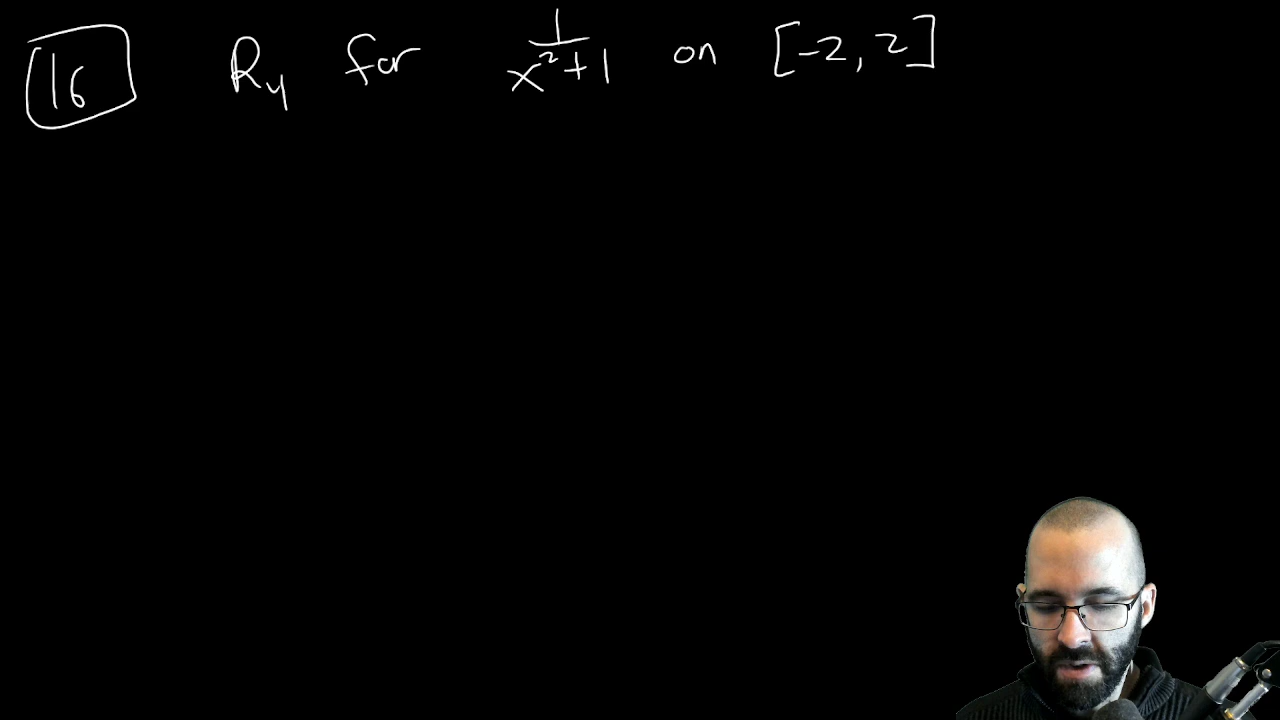 16 R₄ for 1/(x²+1) on [-2, 2]